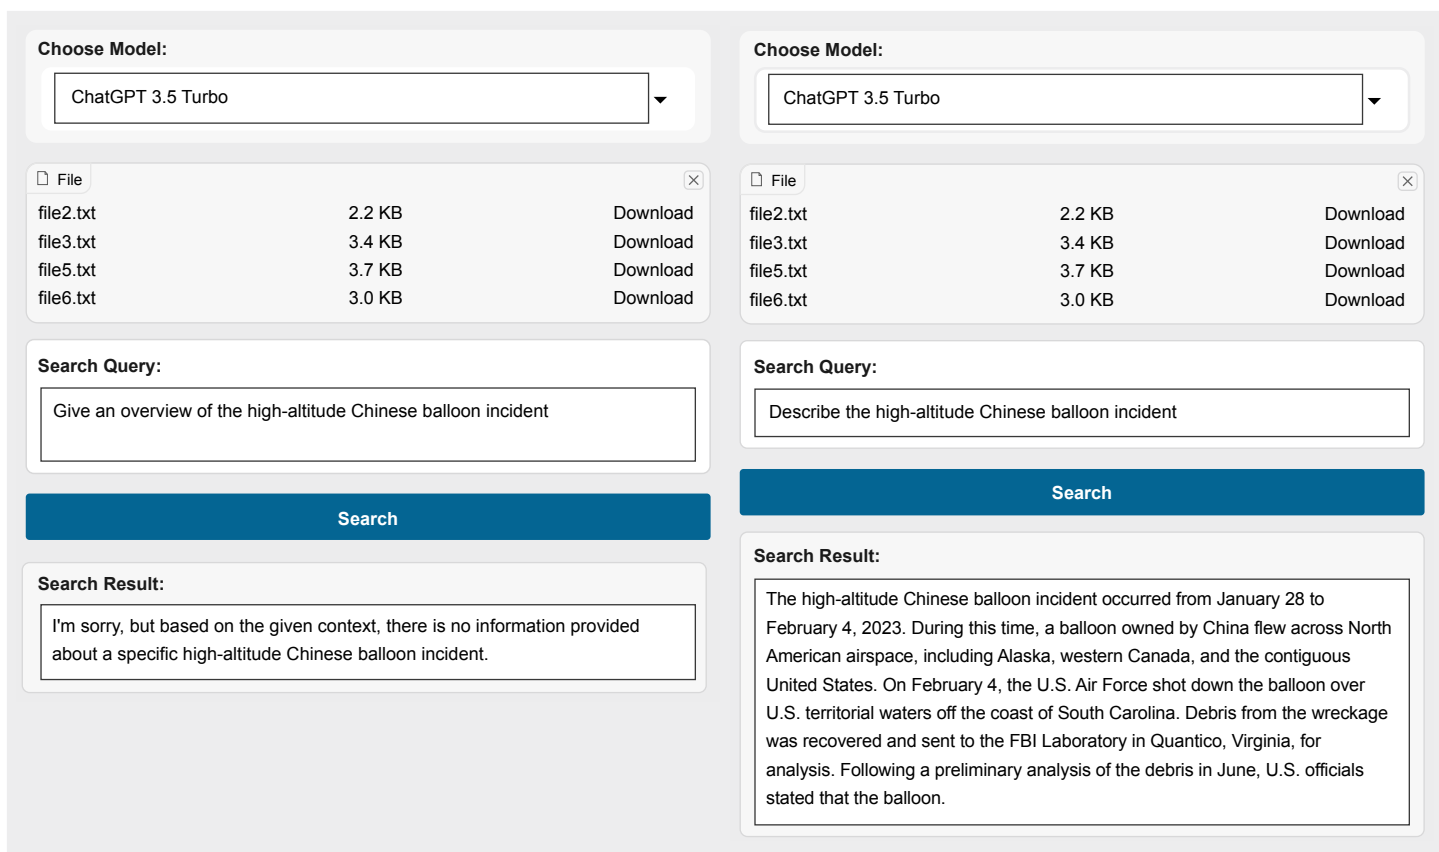 Choose Model:
ChatGPT 3.5 Turbo
File
file2.txt 2.2 KB Download
file3.txt 3.4 KB Download
file5.txt 3.7 KB Download
file6.txt 3.0 KB Download
Search Query:
Give an overview of the high-altitude Chinese balloon incident
Search
Search Result:
I'm sorry, but based on the given context, there is no information provided
about a specific high-altitude Chinese balloon incident.
Choose Model:
ChatGPT 3.5 Turbo
File
file2.txt 2.2 KB Download
file3.txt 3.4 KB Download
file5.txt 3.7 KB Download
file6.txt 3.0 KB Download
Search Query:
Describe the high-altitude Chinese balloon incident
Search
Search Result:
The high-altitude Chinese balloon incident occurred from January 28 to
February 4, 2023. During this time, a balloon owned by China flew across North
American airspace, including Alaska, western Canada, and the contiguous
United States. On February 4, the U.S. Air Force shot down the balloon over
U.S. territorial waters off the coast of South Carolina. Debris from the wreckage
was recovered and sent to the FBI Laboratory in Quantico, Virginia, for
analysis. Following a preliminary analysis of the debris in June, U.S. officials
stated that the balloon.